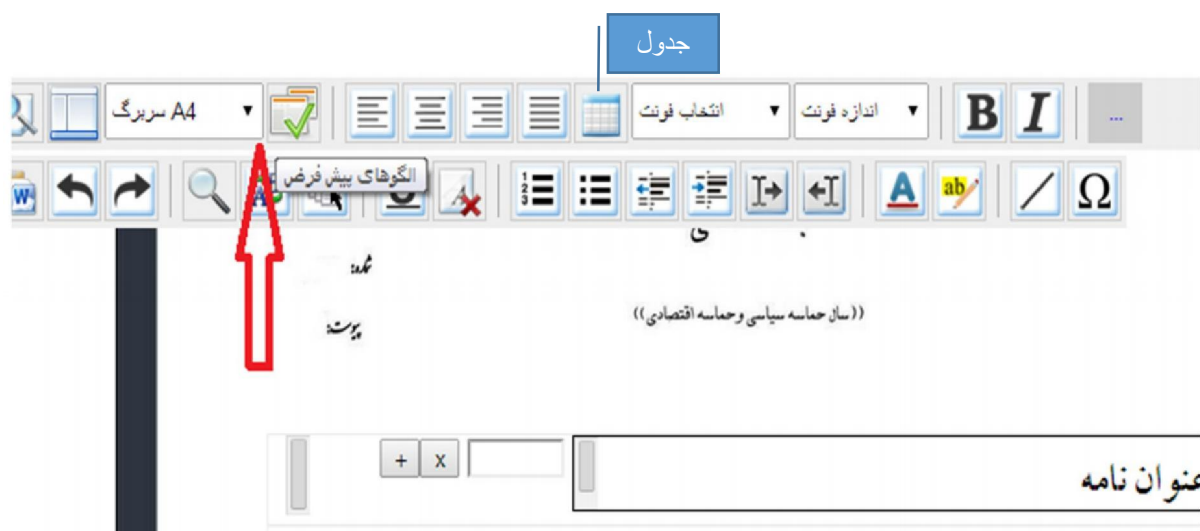 جدول
... I B اندازه فونت انتخاب فونت A4 سربرگ
Ω ab A W
الگوهای پیش فرض
شماره:
((سال حماسه سیاسی و حماسه اقتصادی))
پیوست:
عنوان نامه
x +